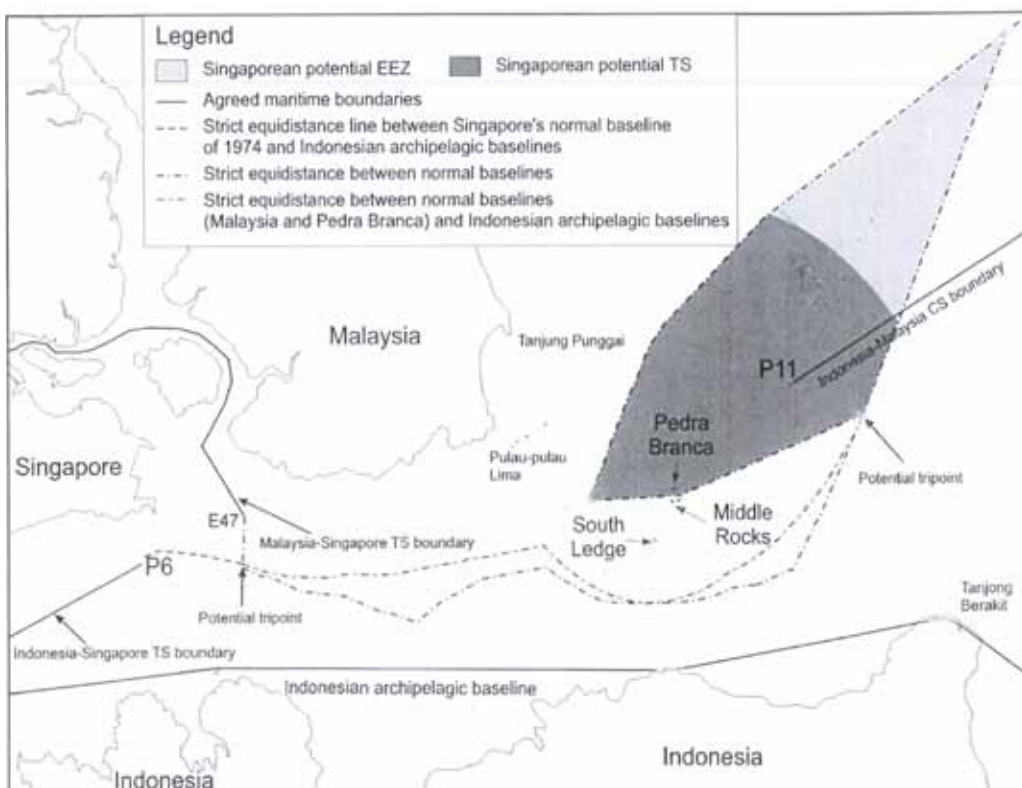 Legend
Singaporean potential EEZ
Singaporean potential TS
Agreed maritime boundaries
Strict equidistance line between Singapore's normal baseline
of 1974 and Indonesian archipelagic baselines
Strict equidistance between normal baselines
Strict equidistance between normal baselines
(Malaysia and Pedra Branca) and Indonesian archipelagic baselines
Malaysia
Tanjung Punggai
P11
Indonesia-Malaysia CS boundary
Pedra
Branca
Singapore
Pulau-pulau
Lima
Potential tripoint
E47
South
Ledge
Middle
Rocks
Malaysia-Singapore TS boundary
P6
Potential tripoint
Tanjong
Berakit
Indonesia-Singapore TS boundary
Indonesian archipelagic baseline
Indonesia
Indonesia